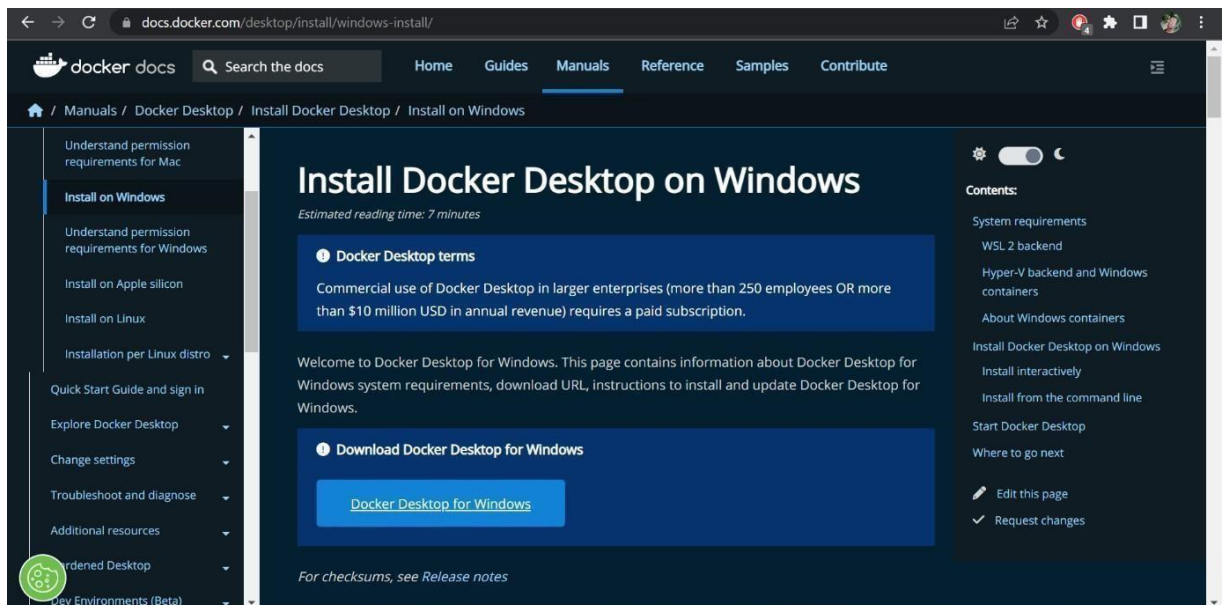 docs.docker.com/desktop/install/windows-install/
4
docker docs
Search the docs
Home Guides Manuals Reference Samples Contribute
/ Manuals / Docker Desktop / Install Docker Desktop / Install on Windows
Understand permission
requirements for Mac
Install on Windows
Understand permission
requirements for Windows
Install on Apple silicon
Install on Linux
Installation per Linux distro
Quick Start Guide and sign in
Explore Docker Desktop
Change settings
Troubleshoot and diagnose
Additional resources
rdened Desktop
Dev Environments (Beta)
Install Docker Desktop on Windows
Estimated reading time: 7 minutes
Docker Desktop terms
Commercial use of Docker Desktop in larger enterprises (more than 250 employees OR more
than $10 million USD in annual revenue) requires a paid subscription.
Welcome to Docker Desktop for Windows. This page contains information about Docker Desktop for
Windows system requirements, download URL, instructions to install and update Docker Desktop for
Windows.
Download Docker Desktop for Windows
Docker Desktop for Windows
For checksums, see Release notes
Contents:
System requirements
WSL 2 backend
Hyper-V backend and Windows
containers
About Windows containers
Install Docker Desktop on Windows
Install interactively
Install from the command line
Start Docker Desktop
Where to go next
Edit this page
Request changes